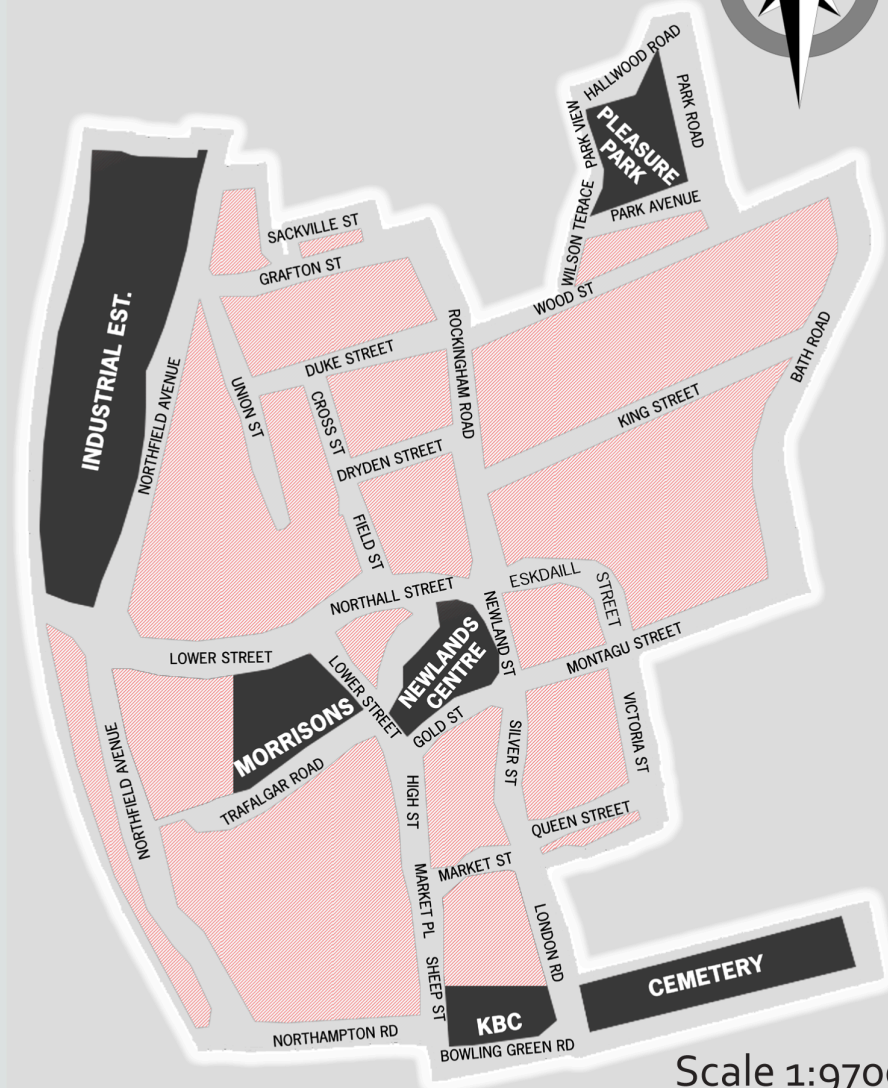 HALLWOOD ROAD
PARK VIEW
PLEASURE
PARK
PARK ROAD
WILSON TERACE
PARK AVENUE
SACKVILLE ST
GRAFTON ST
WOOD ST
INDUSTRIAL EST.
NORTHFIELD AVENUE
UNION ST
DUKE STREET
CROSS ST
ROCKINGHAM ROAD
BATH ROAD
KING STREET
DRYDEN STREET
FIELD ST
NORTHALL STREET
ESKDAILL
STREET
NEWLAND ST
NEWLANDS
CENTRE
MONTAGU STREET
LOWER STREET
LOWER STREET
MORRISONS
GOLD ST
VICTORIA ST
NORTHFIELD AVENUE
TRAFALGAR ROAD
HIGH ST
SILVER ST
QUEEN STREET
MARKET ST
MARKET PL
LONDON RD
SHEEP ST
CEMETERY
KBC
NORTHAMPTON RD
BOWLING GREEN RD
Scale 1:9700